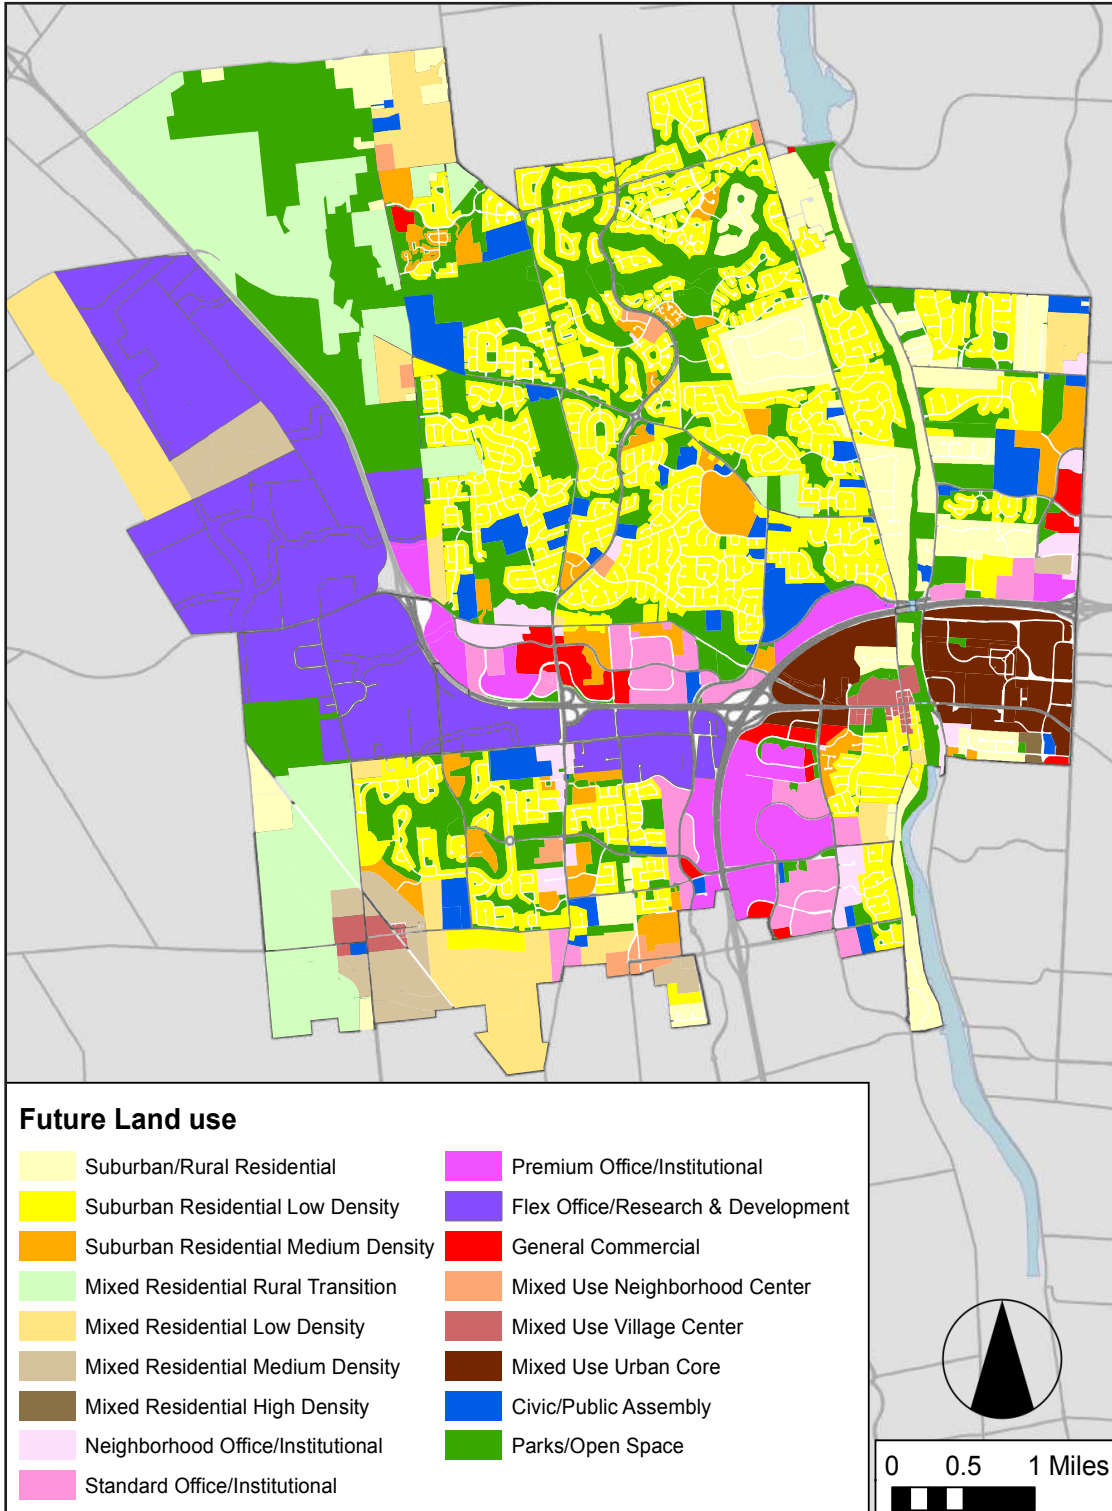 Future Land use
Suburban/Rural Residential
Suburban Residential Low Density
Suburban Residential Medium Density
Mixed Residential Rural Transition
Mixed Residential Low Density
Mixed Residential Medium Density
Mixed Residential High Density
Neighborhood Office/Institutional
Standard Office/Institutional
Premium Office/Institutional
Flex Office/Research & Development
General Commercial
Mixed Use Neighborhood Center
Mixed Use Village Center
Mixed Use Urban Core
Civic/Public Assembly
Parks/Open Space
0 0.5 1 Miles